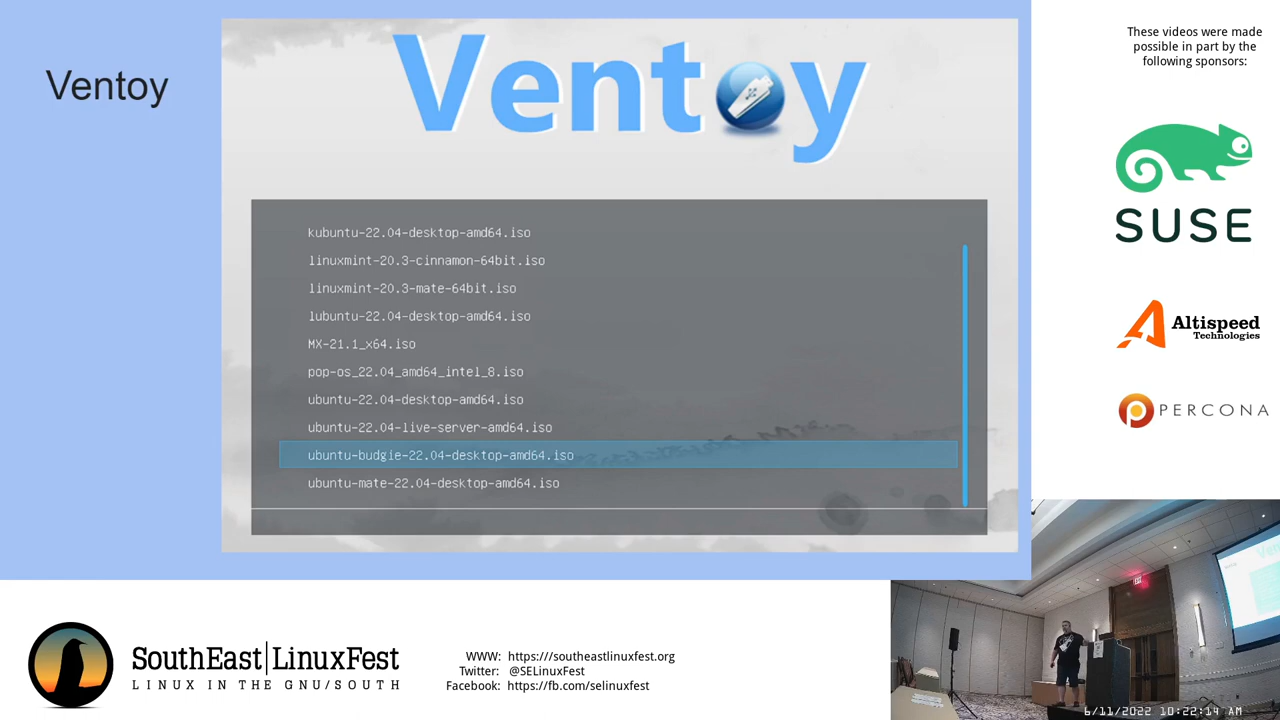 Ventoy
Ventoy
kubuntu-22.04-desktop-amd64.iso
linuxmint-20.3-cinnamon-64bit.iso
linuxmint-20.3-mate-64bit.iso
lubuntu-22.04-desktop-amd64.iso
MX-21.1_x64.iso
pop-os_22.04_amd64_intel_8.iso
ubuntu-22.04-desktop-amd64.iso
ubuntu-22.04-live-server-amd64.iso
ubuntu-budgie-22.04-desktop-amd64.iso
ubuntu-mate-22.04-desktop-amd64.iso
These videos were made
possible in part by the
following sponsors:
SUSE
Altispeed
Technologies
PERCONA
SouthEast|LinuxFest
LINUX IN THE GNU/SOUTH
WWW: https:///southeastlinuxfest.org
Twitter: @SELinuxFest
Facebook: https://fb.com/selinuxfest
6/11/2022 10:22:14 AM